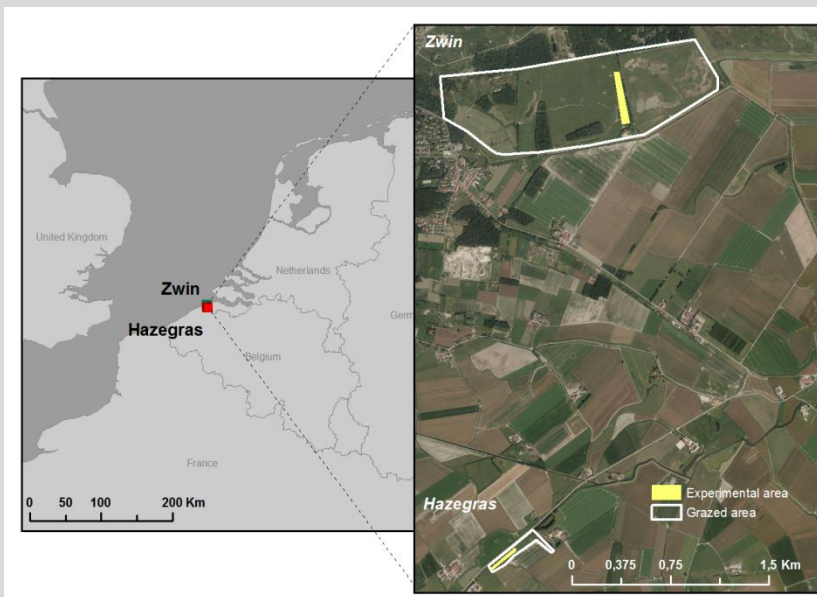 United Kingdom
Netherlands
Zwin
Hazegras
Germ
Belgium
France
0 50 100 200 Km
Zwin
Hazegras
Experimental area
Grazed area
0 0,375 0,75 1,5 Km